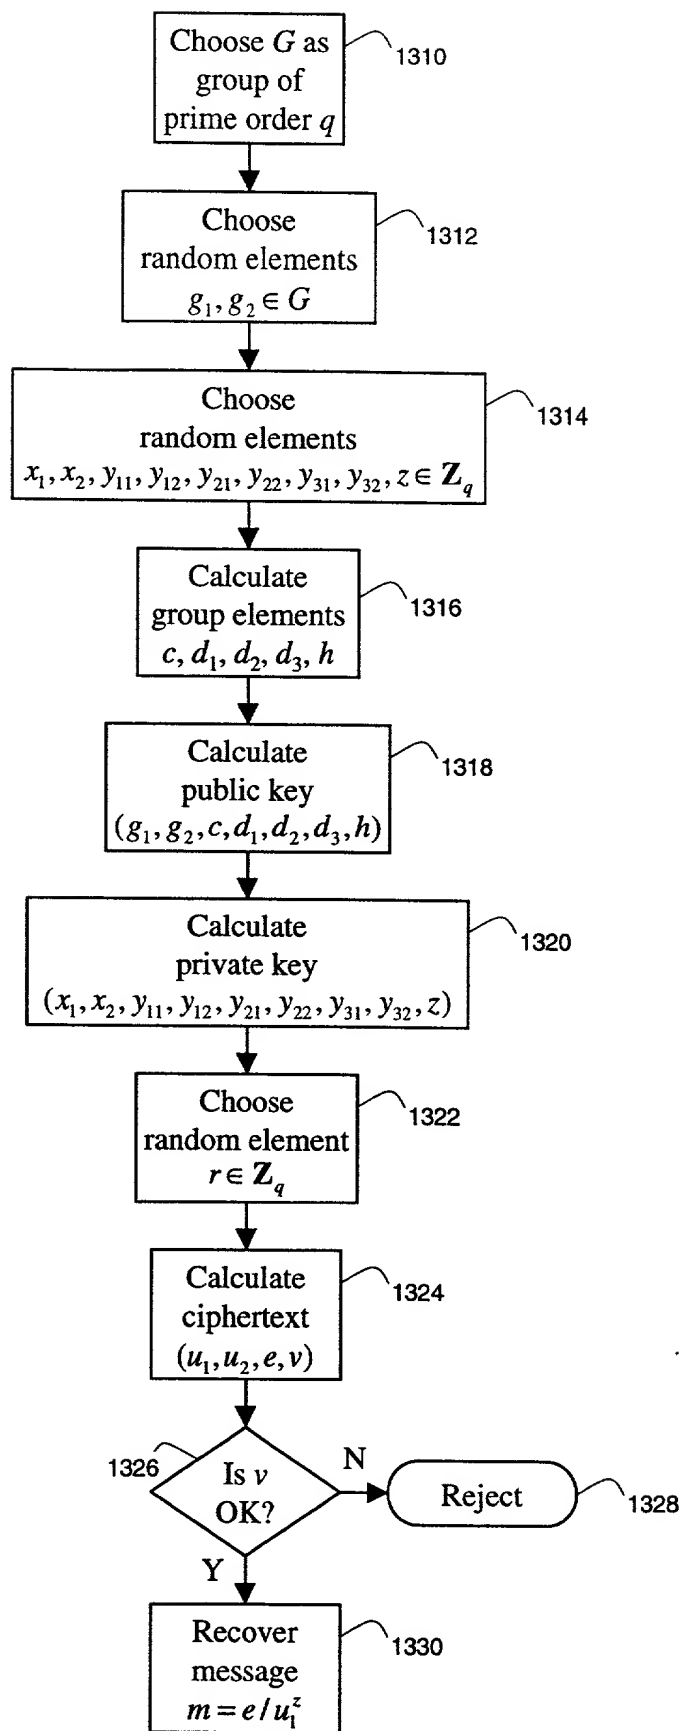 Choose G as
group of
prime order q
1310
Choose
random elements
g₁, g₂ ∈ G
1312
Choose
random elements
x₁, x₂, y₁₁, y₁₂, y₂₁, y₂₂, y₃₁, y₃₂, z ∈ Z_q
1314
Calculate
group elements
c, d₁, d₂, d₃, h
1316
Calculate
public key
(g₁, g₂, c, d₁, d₂, d₃, h)
1318
Calculate
private key
(x₁, x₂, y₁₁, y₁₂, y₂₁, y₂₂, y₃₁, y₃₂, z)
1320
Choose
random element
r ∈ Z_q
1322
Calculate
ciphertext
(u₁, u₂, e, v)
1324
1326
Is v
OK?
N
Reject
1328
Y
Recover
message
m = e / u₁ᶻ
1330